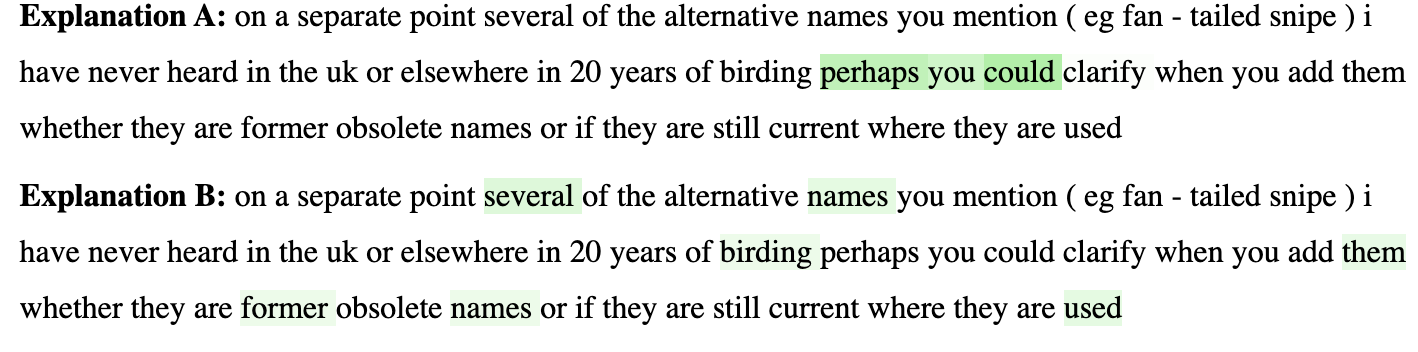 Explanation A: on a separate point several of the alternative names you mention ( eg fan - tailed snipe ) i
have never heard in the uk or elsewhere in 20 years of birding perhaps you could clarify when you add them
whether they are former obsolete names or if they are still current where they are used
Explanation B: on a separate point several of the alternative names you mention ( eg fan - tailed snipe ) i
have never heard in the uk or elsewhere in 20 years of birding perhaps you could clarify when you add them
whether they are former obsolete names or if they are still current where they are used